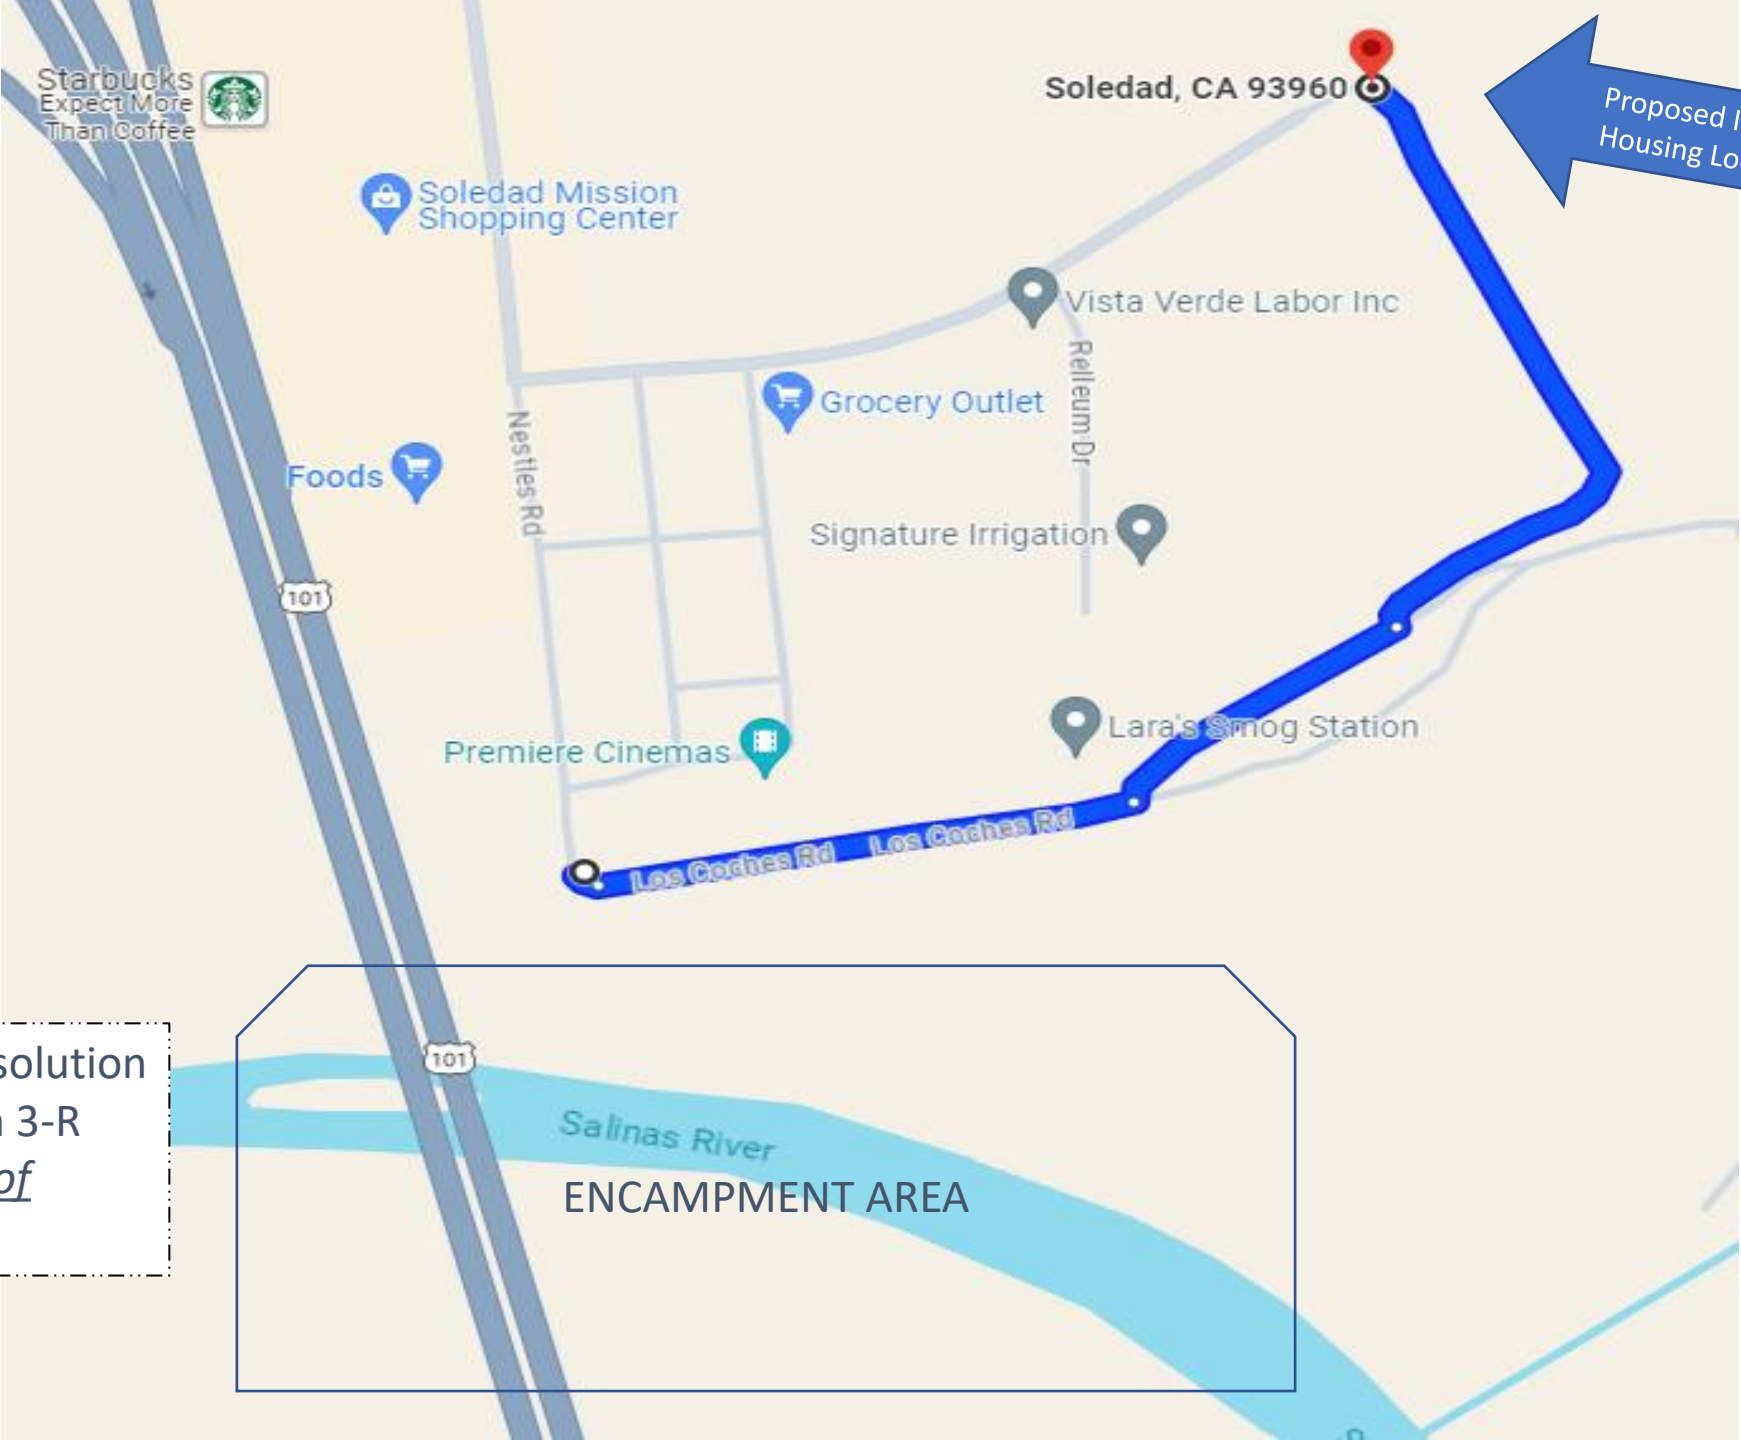 Starbucks
Expect More
Than Coffee
Soledad, CA 93960
Proposed
Housing
Soledad Mission
Shopping Center
Vista Verde Labor Inc
Relleum Dr
Grocery Outlet
Nestles Rd
Foods
Signature Irrigation
101
Lara's Smog Station
Premiere Cinemas
Los Coches Rd
Los Coches Rd
101
solution
3-R
of
Salinas River
ENCAMPMENT AREA